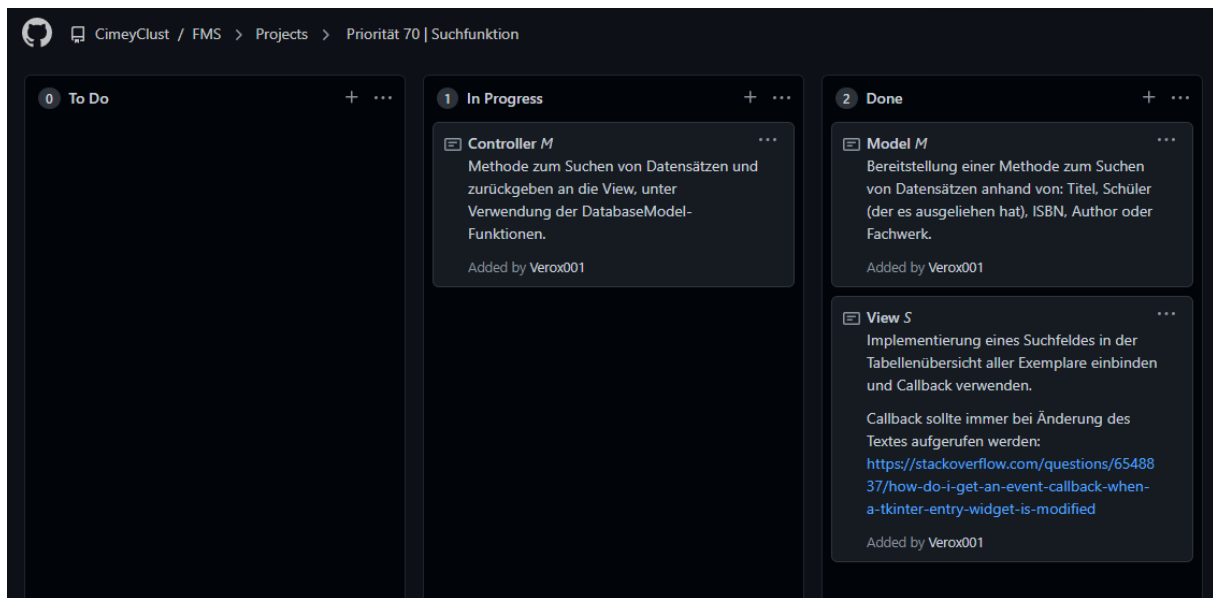 CimeyClust / FMS > Projects > Priorität 70 | Suchfunktion
0 To Do
1 In Progress
Controller M
Methode zum Suchen von Datensätzen und
zurückgeben an die View, unter
Verwendung der DatabaseModel-
Funktionen.
Added by Verox001
2 Done
Model M
Bereitstellung einer Methode zum Suchen
von Datensätzen anhand von: Titel, Schüler
(der es ausgeliehen hat), ISBN, Author oder
Fachwerk.
Added by Verox001
View S
Implementierung eines Suchfeldes in der
Tabellenübersicht aller Exemplare einbinden
und Callback verwenden.
Callback sollte immer bei Änderung des
Textes aufgerufen werden:
https://stackoverflow.com/questions/65488
37/how-do-i-get-an-event-callback-when-
a-tkinter-entry-widget-is-modified
Added by Verox001